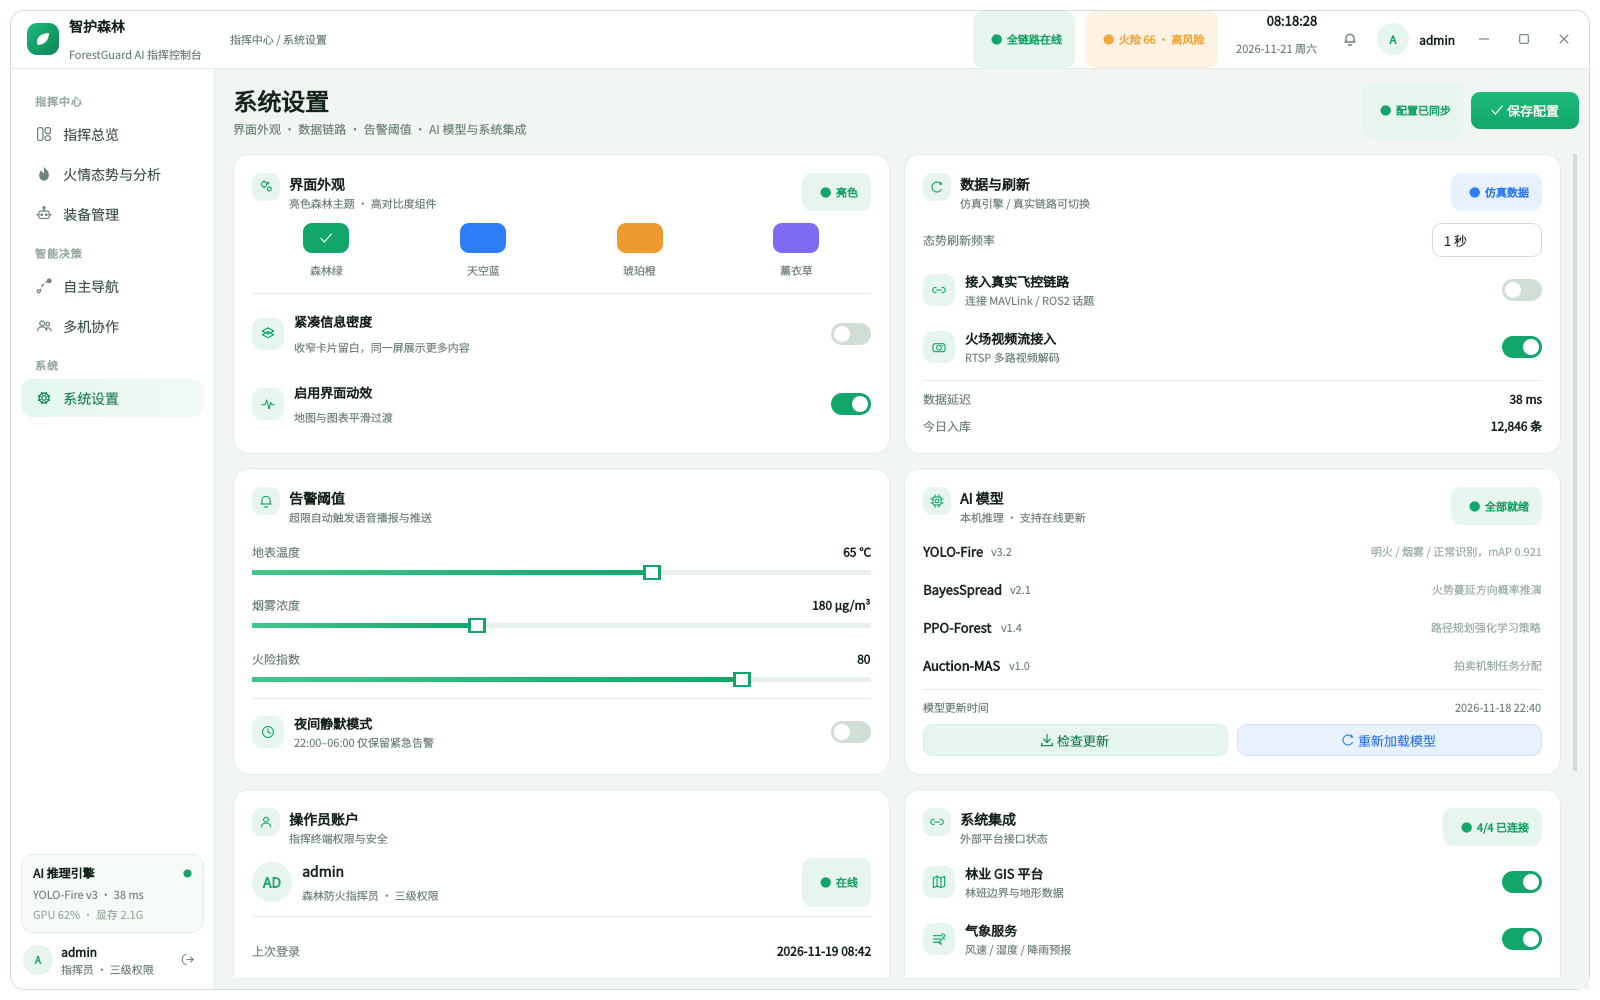 智护森林
ForestGuard AI 指挥控制台
指挥中心 / 系统设置
全链路在线
火险 66 · 高风险
08:18:28
2026-11-21 周六
A
admin
指挥中心
指挥总览
火情态势与分析
装备管理
智能决策
自主导航
多机协作
系统
系统设置
AI 推理引擎
YOLO-Fire v3 · 38 ms
GPU 62% · 显存 2.1G
A
admin
指挥员 · 三级权限
系统设置
界面外观 · 数据链路 · 告警阈值 · AI 模型与系统集成
配置已同步
保存配置
界面外观
亮色森林主题 · 高对比度组件
亮色
森林绿
天空蓝
琥珀橙
薰衣草
紧凑信息密度
收窄卡片留白，同一屏展示更多内容
启用界面动效
地图与图表平滑过渡
数据与刷新
仿真引擎 / 真实链路可切换
仿真数据
态势刷新频率
1 秒
接入真实飞控链路
连接 MAVLink / ROS2 话题
火场视频流接入
RTSP 多路视频解码
数据延迟
38 ms
今日入库
12,846 条
告警阈值
超限自动触发语音播报与推送
地表温度
65 °C
烟雾浓度
180 μg/m³
火险指数
80
夜间静默模式
22:00–06:00 仅保留紧急告警
AI 模型
本机推理 · 支持在线更新
全部就绪
YOLO-Fire v3.2
明火 / 烟雾 / 正常识别，mAP 0.921
BayesSpread v2.1
火势蔓延方向概率推演
PPO-Forest v1.4
路径规划强化学习策略
Auction-MAS v1.0
拍卖机制任务分配
模型更新时间
2026-11-18 22:40
检查更新
重新加载模型
操作员账户
指挥终端权限与安全
AD
admin
森林防火指挥员 · 三级权限
在线
上次登录
2026-11-19 08:42
系统集成
外部平台接口状态
4/4 已连接
林业 GIS 平台
林班边界与地形数据
气象服务
风速 / 湿度 / 降雨预报